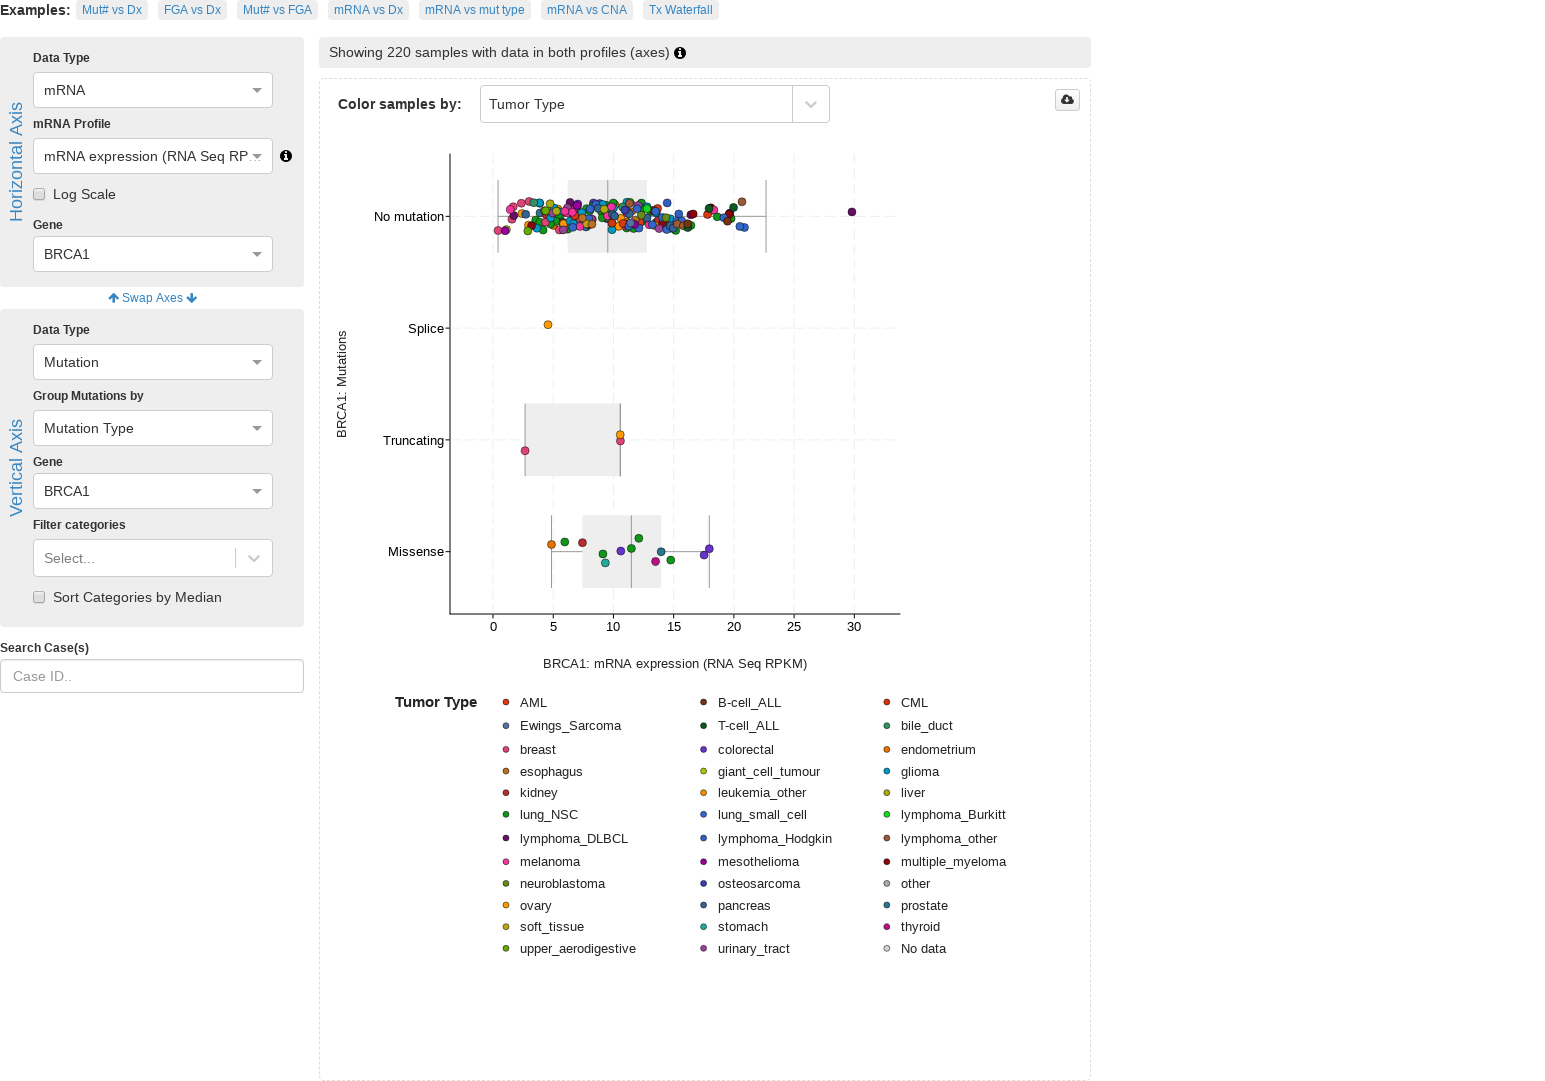 Examples: Mut# vs Dx FGA vs Dx Mut# vs FGA mRNA vs Dx mRNA vs mut type mRNA vs CNA Tx Waterfall
Horizontal Axis
Data Type
mRNA
mRNA Profile
mRNA expression (RNA Seq RP...
Log Scale
Gene
BRCA1
Swap Axes
Vertical Axis
Data Type
Mutation
Group Mutations by
Mutation Type
Gene
BRCA1
Filter categories
Select...
Sort Categories by Median
Search Case(s)
Case ID..
Showing 220 samples with data in both profiles (axes)
Color samples by: Tumor Type
BRCA1: Mutations
No mutation
Splice
Truncating
Missense
0 5 10 15 20 25 30
BRCA1: mRNA expression (RNA Seq RPKM)
Tumor Type
AML B-cell_ALL CML
Ewings_Sarcoma T-cell_ALL bile_duct
breast colorectal endometrium
esophagus giant_cell_tumour glioma
kidney leukemia_other liver
lung_NSC lung_small_cell lymphoma_Burkitt
lymphoma_DLBCL lymphoma_Hodgkin lymphoma_other
melanoma mesothelioma multiple_myeloma
neuroblastoma osteosarcoma other
ovary pancreas prostate
soft_tissue stomach thyroid
upper_aerodigestive urinary_tract No data